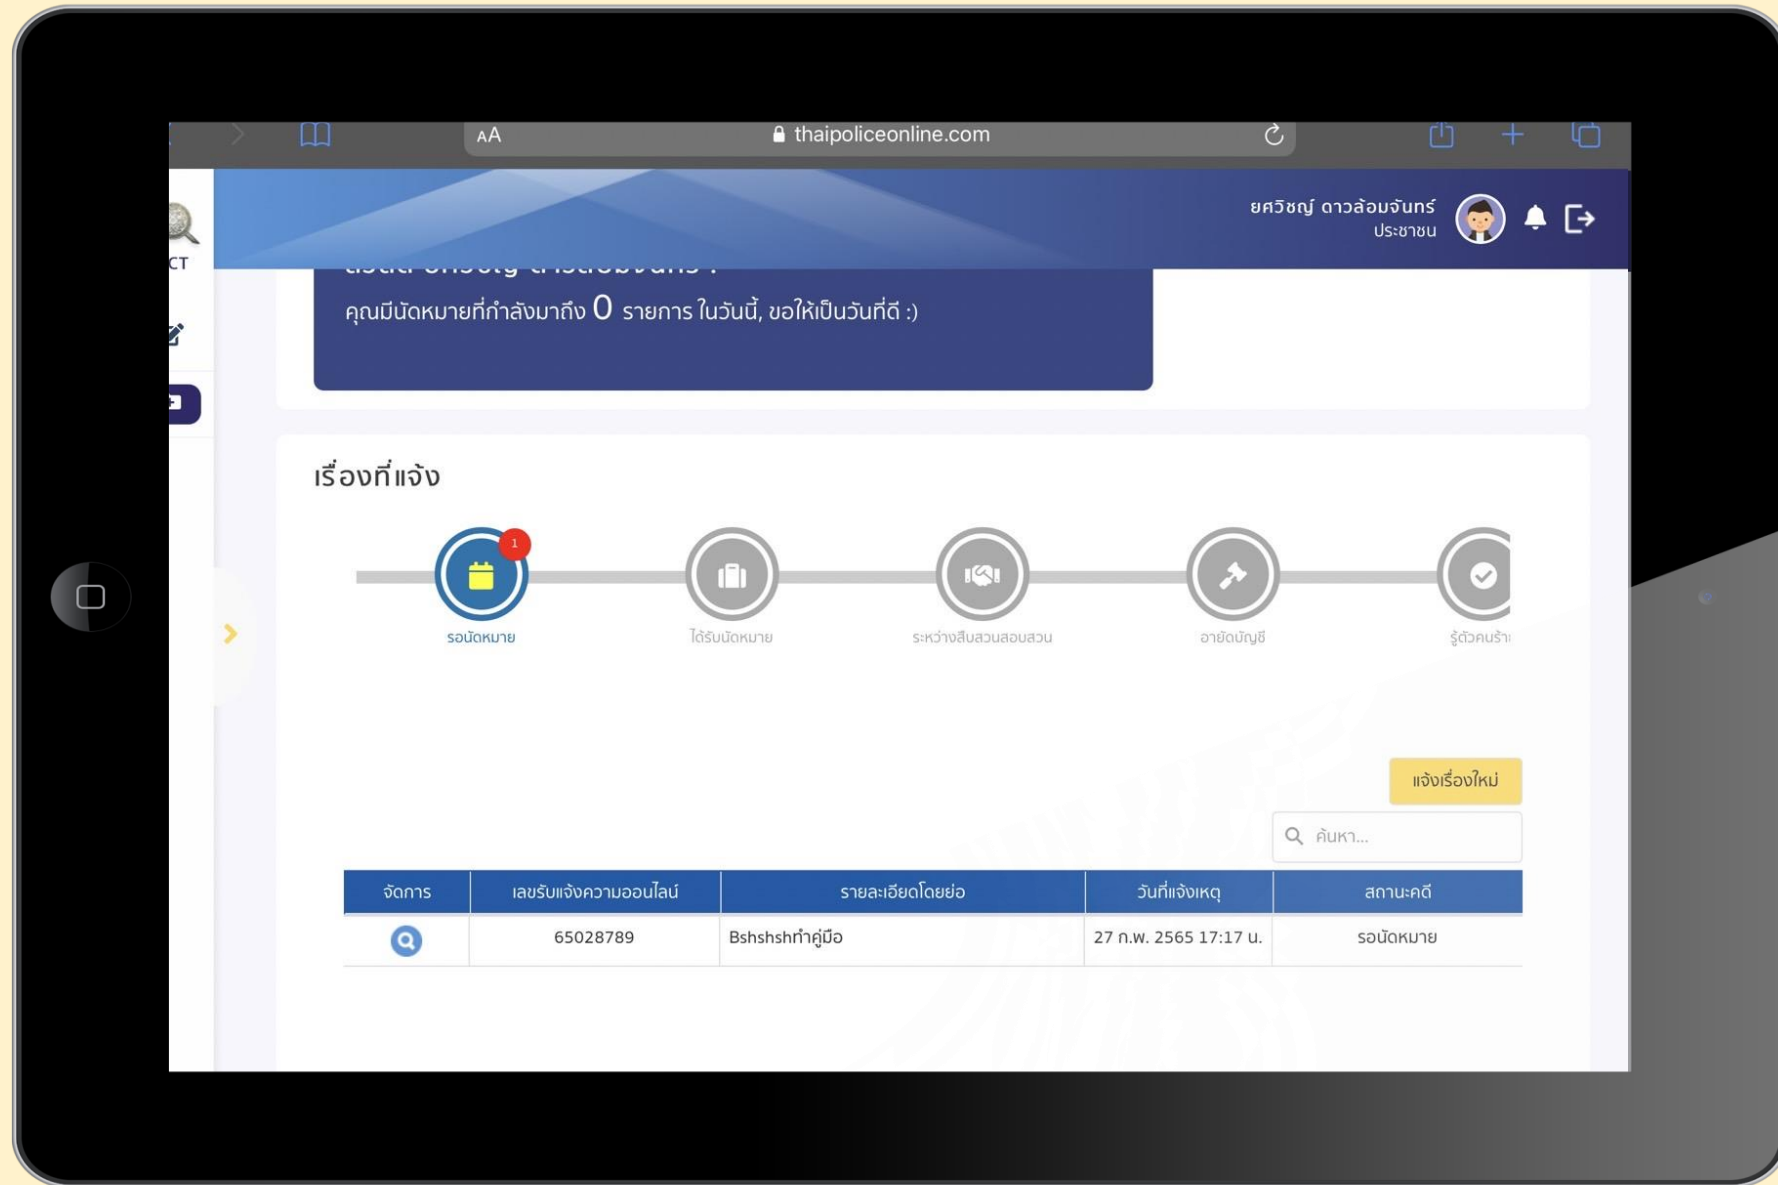 AA
thaipoliceonline.com
ยศวิชญ์ ดาวล้อมจันทร์
ประชาชน
CT
คุณมีนัดหมายที่กำลังมาถึง 0 รายการ ในวันนี้, ขอให้เป็นวันที่ดี :)
เรื่องที่แจ้ง
1
รอนัดหมาย ได้รับนัดหมาย ระหว่างสืบสวนสอบสวน อายัดบัญชี รู้ตัวคนร้า
แจ้งเรื่องใหม่
ค้นหา...
จัดการ เลขรับแจ้งความออนไลน์ รายละเอียดโดยย่อ วันที่แจ้งเหตุ สถานะคดี
65028789 Bshshshทำคู่มือ 27 ก.พ. 2565 17:17 น. รอนัดหมาย